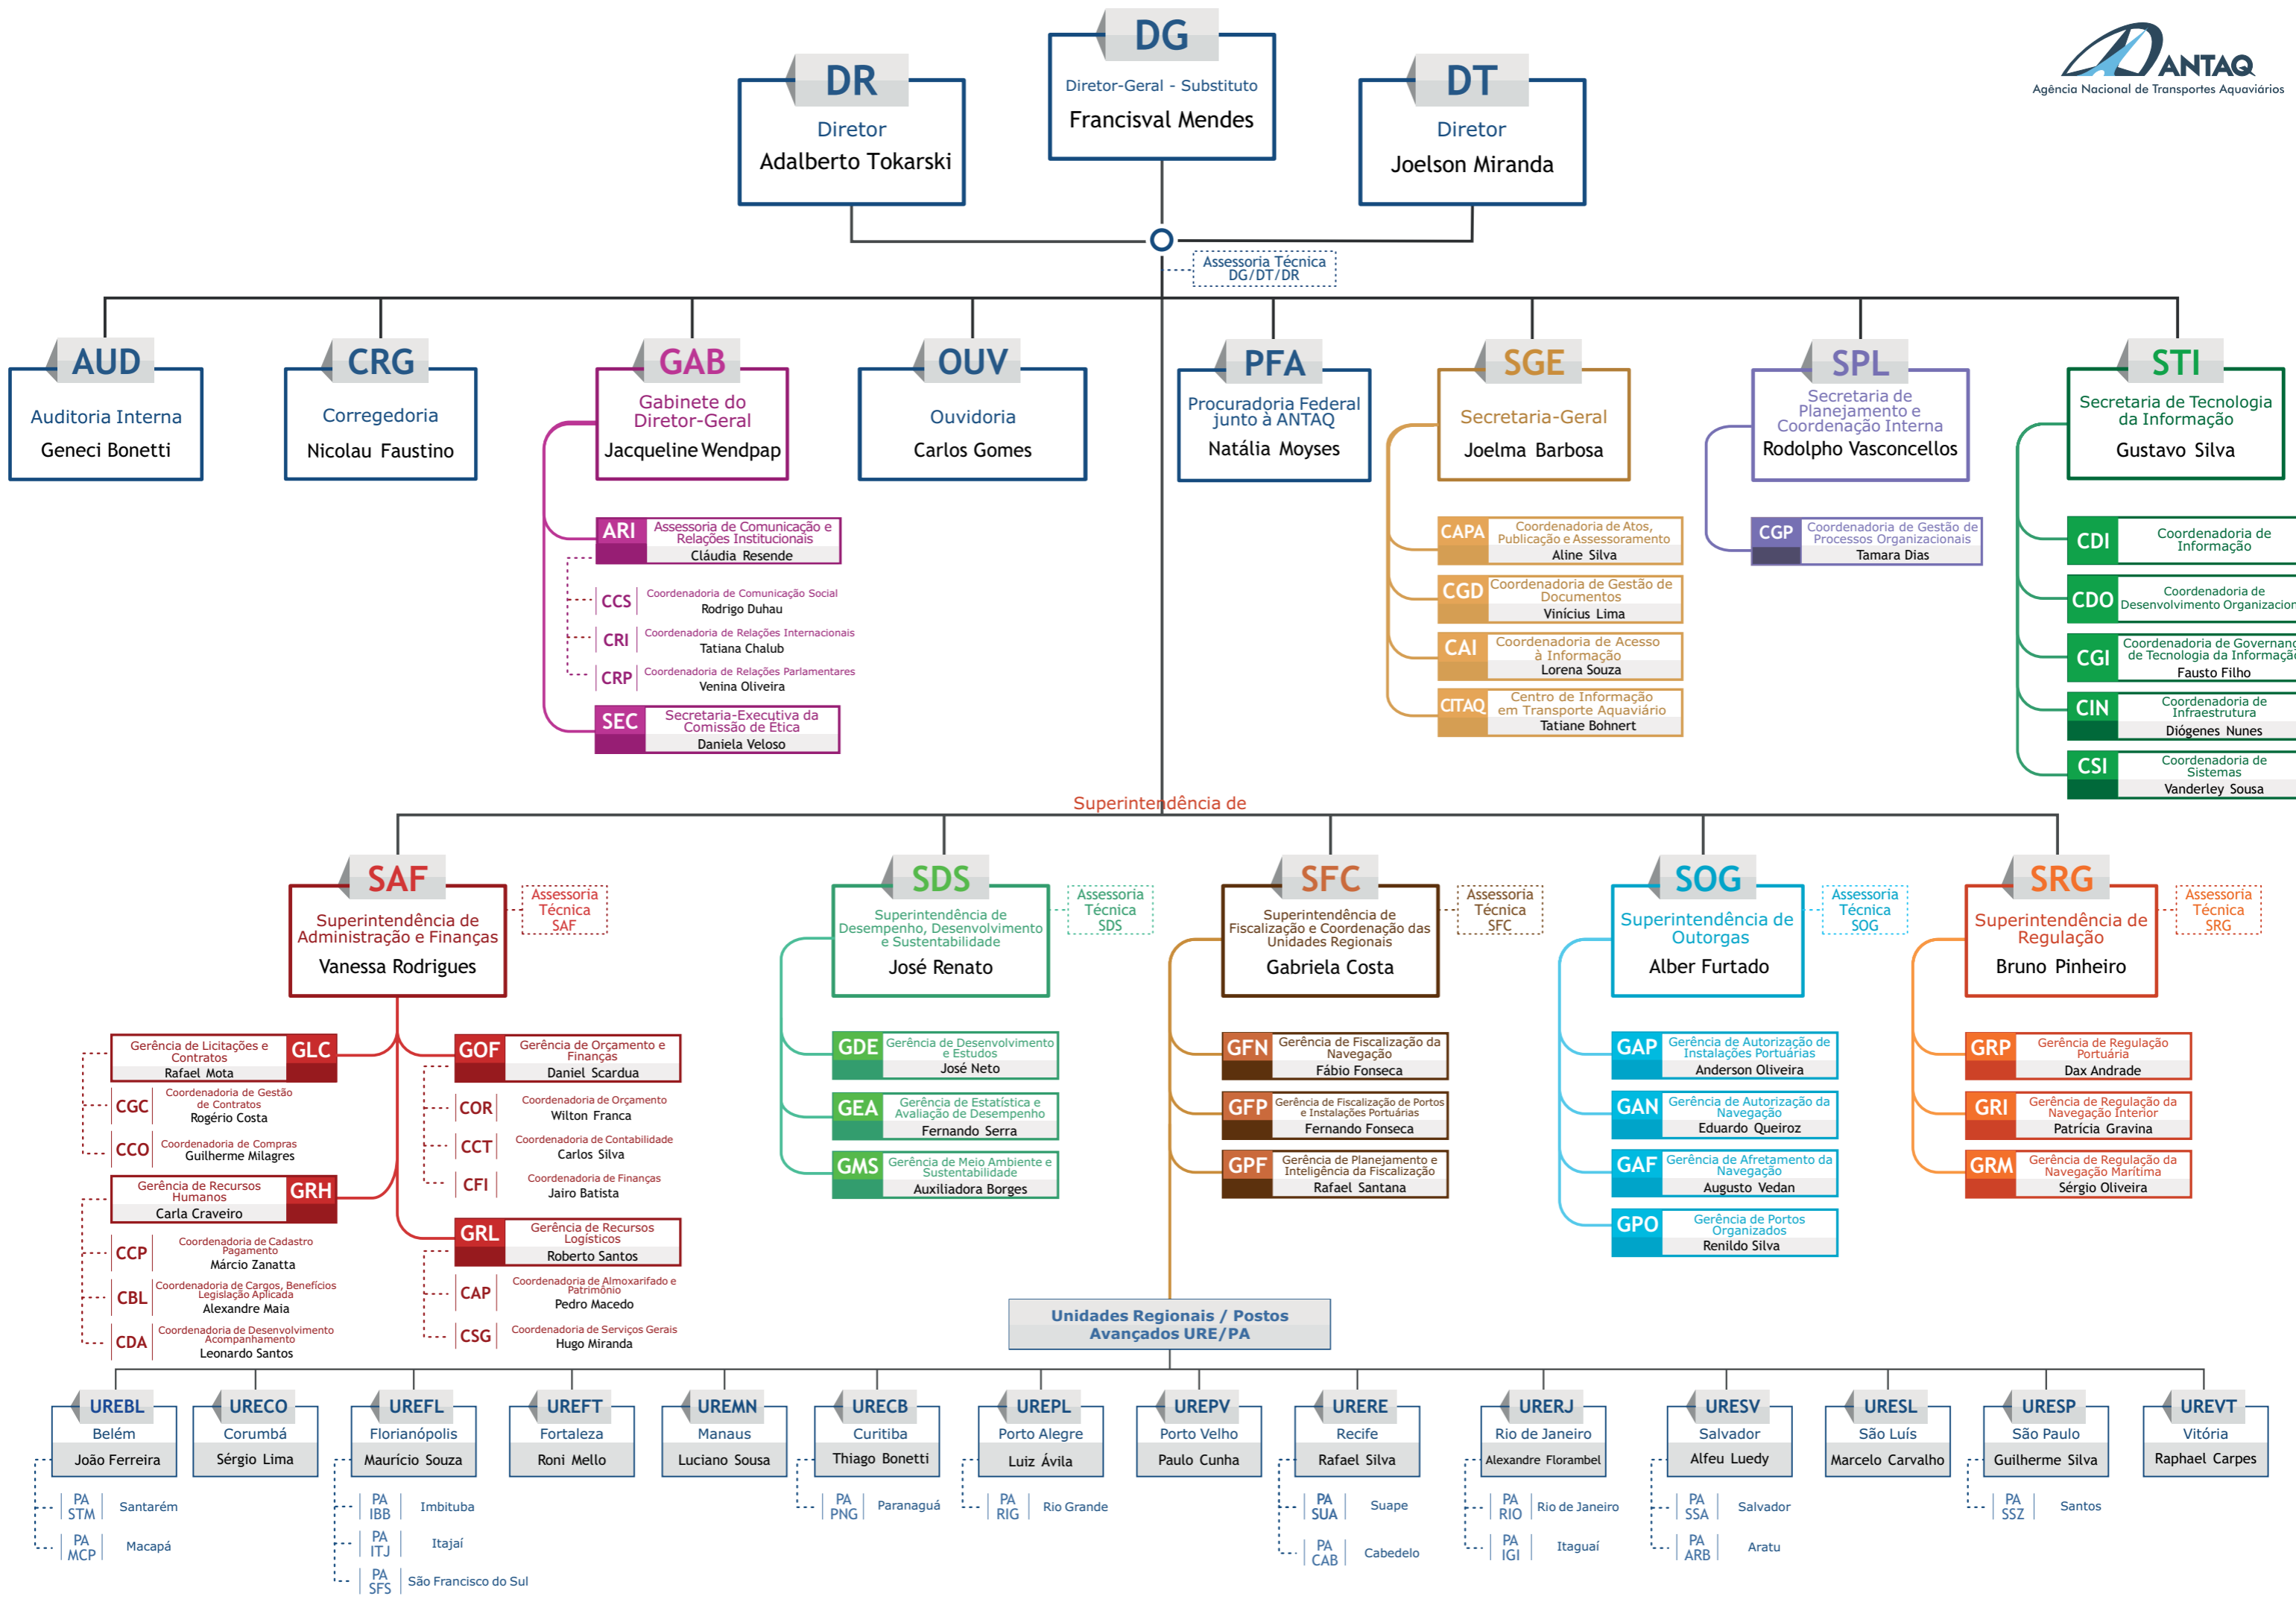 DG
Diretor-Geral - Substituto
Francisval Mendes
DR
Diretor
Adalberto Tokarski
DT
Diretor
Joelson Miranda
ANTAQ
Agência Nacional de Transportes Aquaviários
Assessoria Técnica
DG/DT/DR
AUD
Auditoria Interna
Geneci Bonetti
CRG
Corregedoria
Nicolau Faustino
GAB
Gabinete do
Diretor-Geral
Jacqueline Wendpap
OUV
Ouvidoria
Carlos Gomes
PFA
Procuradoria Federal
junto à ANTAQ
Natália Moyses
SGE
Secretaria-Geral
Joelma Barbosa
SPL
Secretaria de
Planejamento e
Coordenação Interna
Rodolpho Vasconcellos
STI
Secretaria de Tecnologia
da Informação
Gustavo Silva
ARI
Assessoria de Comunicação e
Relações Institucionais
Cláudia Resende
CCS
Coordenadoria de Comunicação Social
Rodrigo Duhau
CRI
Coordenadoria de Relações Internacionais
Tatiana Chalub
CRP
Coordenadoria de Relações Parlamentares
Venina Oliveira
SEC
Secretaria-Executiva da
Comissão de Ética
Daniela Veloso
CAPA
Coordenadoria de Atos,
Publicação e Assessoramento
Aline Silva
CGD
Coordenadoria de Gestão de
Documentos
Vinícius Lima
CAI
Coordenadoria de Acesso
à Informação
Lorena Souza
CITAQ
Centro de Informação
em Transporte Aquaviário
Tatiane Bohnert
CGP
Coordenadoria de Gestão de
Processos Organizacionais
Tamara Dias
CDI
Coordenadoria de
Informação
CDO
Coordenadoria de
Desenvolvimento Organizacion
CGI
Coordenadoria de Governanç
de Tecnologia da Informaçã
Fausto Filho
CIN
Coordenadoria de
Infraestrutura
Diógenes Nunes
CSI
Coordenadoria de
Sistemas
Vanderley Sousa
Superintendência de
SAF
Superintendência de
Administração e Finanças
Vanessa Rodrigues
Assessoria
Técnica
SAF
SDS
Superintendência de
Desempenho, Desenvolvimento
e Sustentabilidade
José Renato
Assessoria
Técnica
SDS
SFC
Superintendência de
Fiscalização e Coordenação das
Unidades Regionais
Gabriela Costa
Assessoria
Técnica
SFC
SOG
Superintendência de
Outorgas
Alber Furtado
Assessoria
Técnica
SOG
SRG
Superintendência de
Regulação
Bruno Pinheiro
Assessoria
Técnica
SRG
Gerência de Licitações e
Contratos
Rafael Mota
GLC
CGC
Coordenadoria de Gestão
de Contratos
Rogério Costa
CCO
Coordenadoria de Compras
Guilherme Milagres
Gerência de Recursos
Humanos
Carla Craveiro
GRH
CCP
Coordenadoria de Cadastro
Pagamento
Márcio Zanatta
CBL
Coordenadoria de Cargos, Benefícios
Legislação Aplicada
Alexandre Maia
CDA
Coordenadoria de Desenvolvimento
Acompanhamento
Leonardo Santos
GOF
Gerência de Orçamento e
Finanças
Daniel Scardua
COR
Coordenadoria de Orçamento
Wilton Franca
CCT
Coordenadoria de Contabilidade
Carlos Silva
CFI
Coordenadoria de Finanças
Jairo Batista
GRL
Gerência de Recursos
Logísticos
Roberto Santos
CAP
Coordenadoria de Almoxarifado e
Patrimônio
Pedro Macedo
CSG
Coordenadoria de Serviços Gerais
Hugo Miranda
GDE
Gerência de Desenvolvimento
e Estudos
José Neto
GEA
Gerência de Estatística e
Avaliação de Desempenho
Fernando Serra
GMS
Gerência de Meio Ambiente e
Sustentabilidade
Auxiliadora Borges
GFN
Gerência de Fiscalização da
Navegação
Fábio Fonseca
GFP
Gerência de Fiscalização de Portos
e Instalações Portuárias
Fernando Fonseca
GPF
Gerência de Planejamento e
Inteligência da Fiscalização
Rafael Santana
GAP
Gerência de Autorização de
Instalações Portuárias
Anderson Oliveira
GAN
Gerência de Autorização da
Navegação
Eduardo Queiroz
GAF
Gerência de Afretamento da
Navegação
Augusto Vedan
GPO
Gerência de Portos
Organizados
Renildo Silva
GRP
Gerência de Regulação
Portuária
Dax Andrade
GRI
Gerência de Regulação da
Navegação Interior
Patrícia Gravina
GRM
Gerência de Regulação da
Navegação Marítima
Sérgio Oliveira
Unidades Regionais / Postos
Avançados URE/PA
UREBL
Belém
João Ferreira
PA
STM
Santarém
PA
MCP
Macapá
URECO
Corumbá
Sérgio Lima
UREFL
Florianópolis
Maurício Souza
PA
IBB
Imbituba
PA
ITJ
Itajaí
PA
SFS
São Francisco do Sul
UREFT
Fortaleza
Roni Mello
UREMN
Manaus
Luciano Sousa
URECB
Curitiba
Thiago Bonetti
PA
PNG
Paranaguá
UREPL
Porto Alegre
Luiz Ávila
PA
RIG
Rio Grande
UREPV
Porto Velho
Paulo Cunha
URERE
Recife
Rafael Silva
PA
SUA
Suape
PA
CAB
Cabedelo
URERJ
Rio de Janeiro
Alexandre Florambel
PA
RIO
Rio de Janeiro
PA
IGI
Itaguaí
URESV
Salvador
Alfeu Luedy
PA
SSA
Salvador
PA
ARB
Aratu
URESL
São Luís
Marcelo Carvalho
URESP
São Paulo
Guilherme Silva
PA
SSZ
Santos
UREVT
Vitória
Raphael Carpes